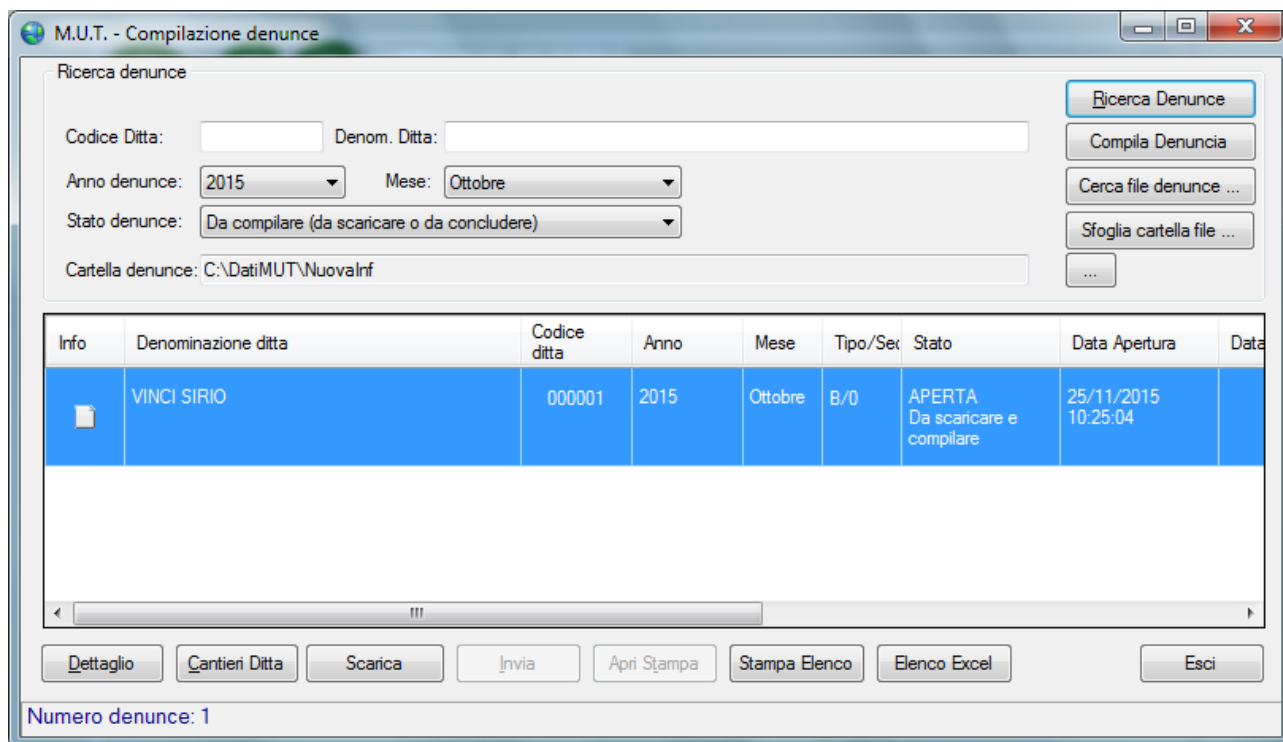 M.U.T. - Compilazione denunce
Ricerca denunce
Ricerca Denunce
Codice Ditta: Denom. Ditta:
Compila Denuncia
Anno denunce: 2015 Mese: Ottobre
Cerca file denunce ...
Stato denunce: Da compilare (da scaricare o da concludere)
Sfoglia cartella file ...
Cartella denunce: C:\DatiMUT\NuovaInf
...
Info Denominazione ditta Codice ditta Anno Mese Tipo/Sec Stato Data Apertura Data
VINCI SIRIO 000001 2015 Ottobre B/0 APERTA 25/11/2015
Da scaricare e 10:25:04
compilare
Dettaglio Cantieri Ditta Scarica Invia Apri Stampa Stampa Elenco Elenco Excel Esci
Numero denunce: 1